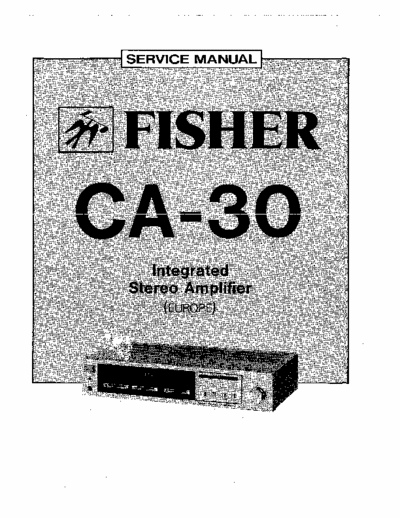 SERVICE MANUAL
FISHER
CA-30
Integrated
Stereo Amplifier
(EUROPE)